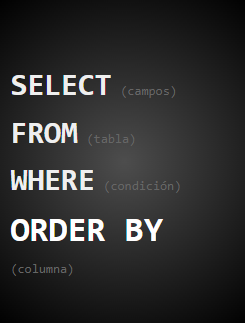 SELECT (campos)
FROM (tabla)
WHERE (condición)
ORDER BY
(columna)